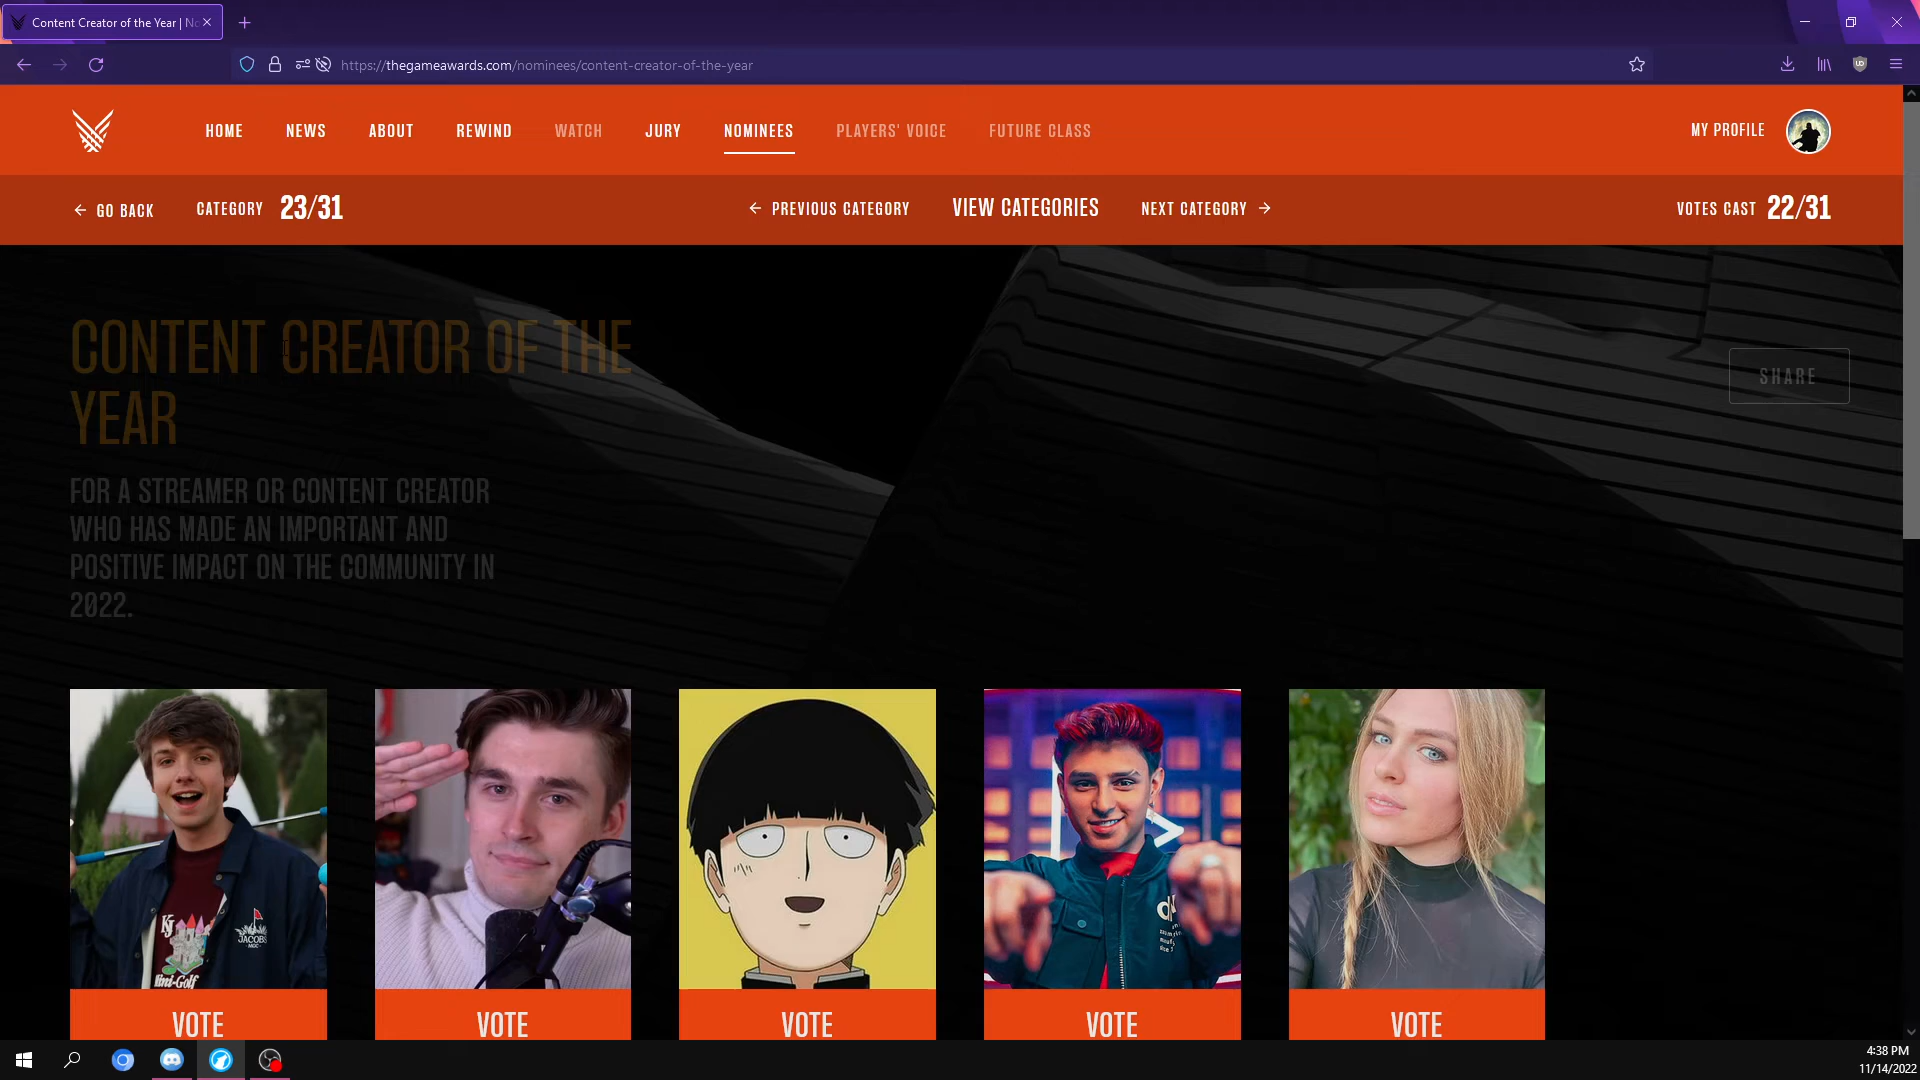 Content Creator of the Year | No
https://thegameawards.com/nominees/content-creator-of-the-year
HOME NEWS ABOUT REWIND WATCH JURY NOMINEES PLAYERS' VOICE FUTURE CLASS MY PROFILE
GO BACK CATEGORY 23/31 PREVIOUS CATEGORY VIEW CATEGORIES NEXT CATEGORY VOTES CAST 22/31
CONTENT CREATOR OF THE
YEAR
SHARE
FOR A STREAMER OR CONTENT CREATOR
WHO HAS MADE AN IMPORTANT AND
POSITIVE IMPACT ON THE COMMUNITY IN
2022.
JACOBS
Mini-Golf
VOTE VOTE VOTE VOTE VOTE
4:38 PM
11/14/2022